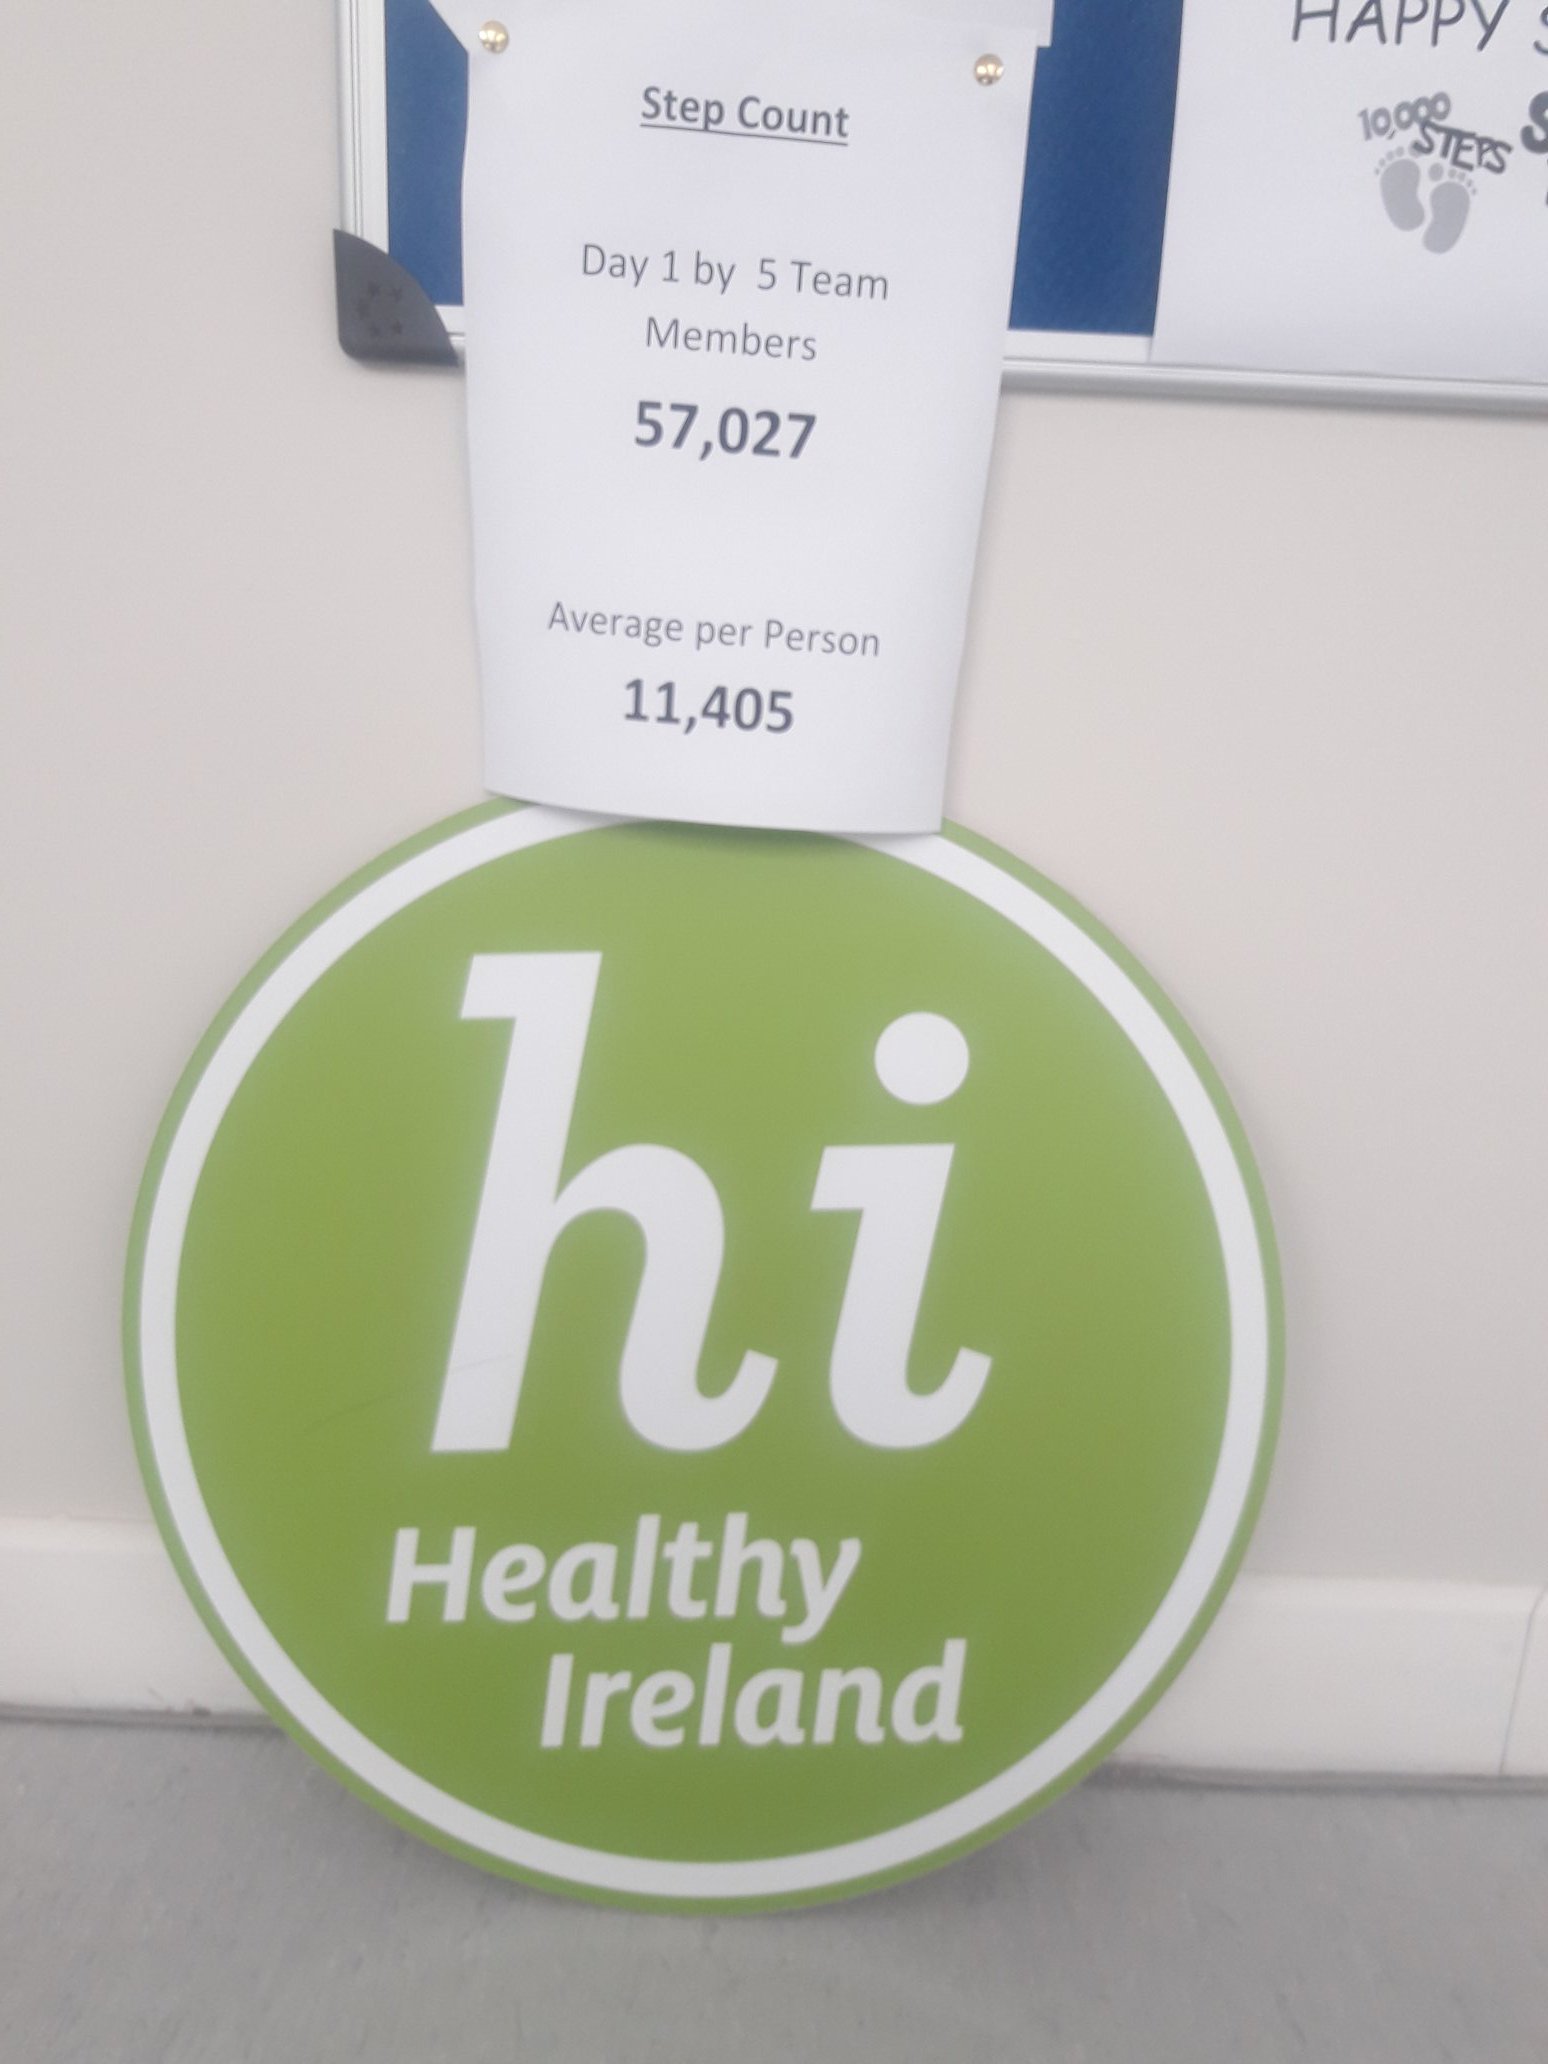 Step Count
Day 1 by 5 Team
Members
57,027
Average per Person
11,405
HAPPY
10,000
STEPS
hi
Healthy
Ireland